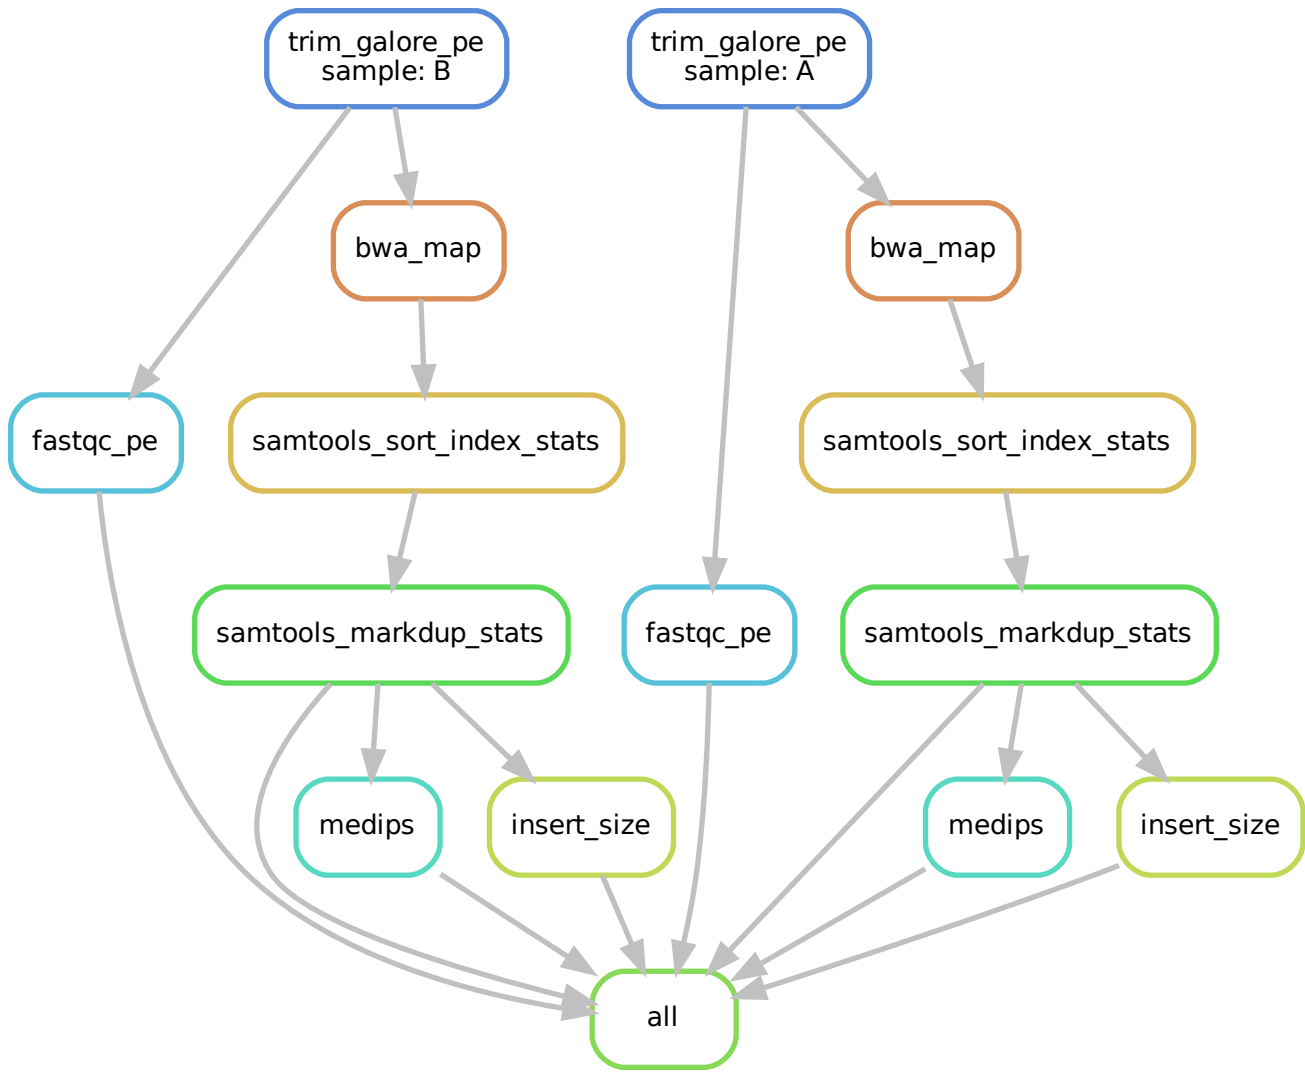 trim_galore_pe
sample: B
trim_galore_pe
sample: A
bwa_map
bwa_map
fastqc_pe
samtools_sort_index_stats
samtools_sort_index_stats
samtools_markdup_stats
fastqc_pe
samtools_markdup_stats
medips
insert_size
medips
insert_size
all